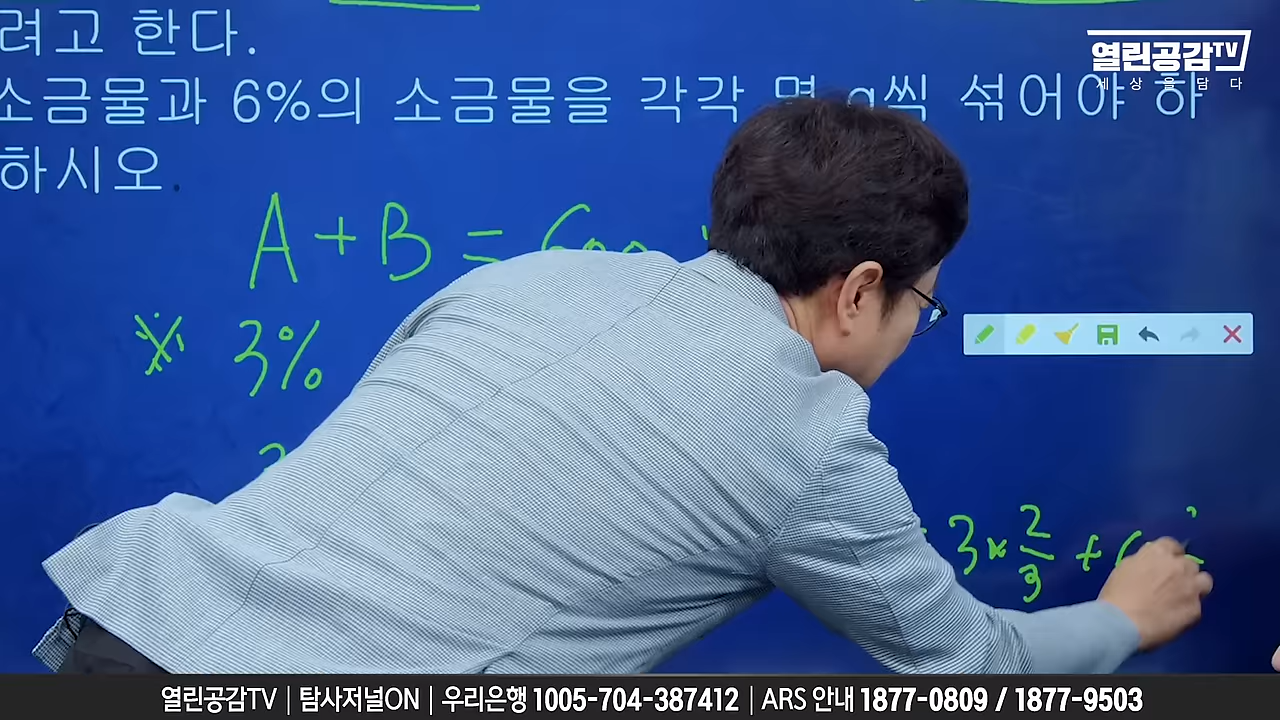 려고 한다.
열린공감TV
세상을담다
소금물과 6%의 소금물을 각각 몇 g씩 섞어야 하
하시오.
A + B = 600
※ 3%
3 × 2/3 +
열린공감TV | 탐사저널ON | 우리은행 1005-704-387412 | ARS 안내 1877-0809 / 1877-9503